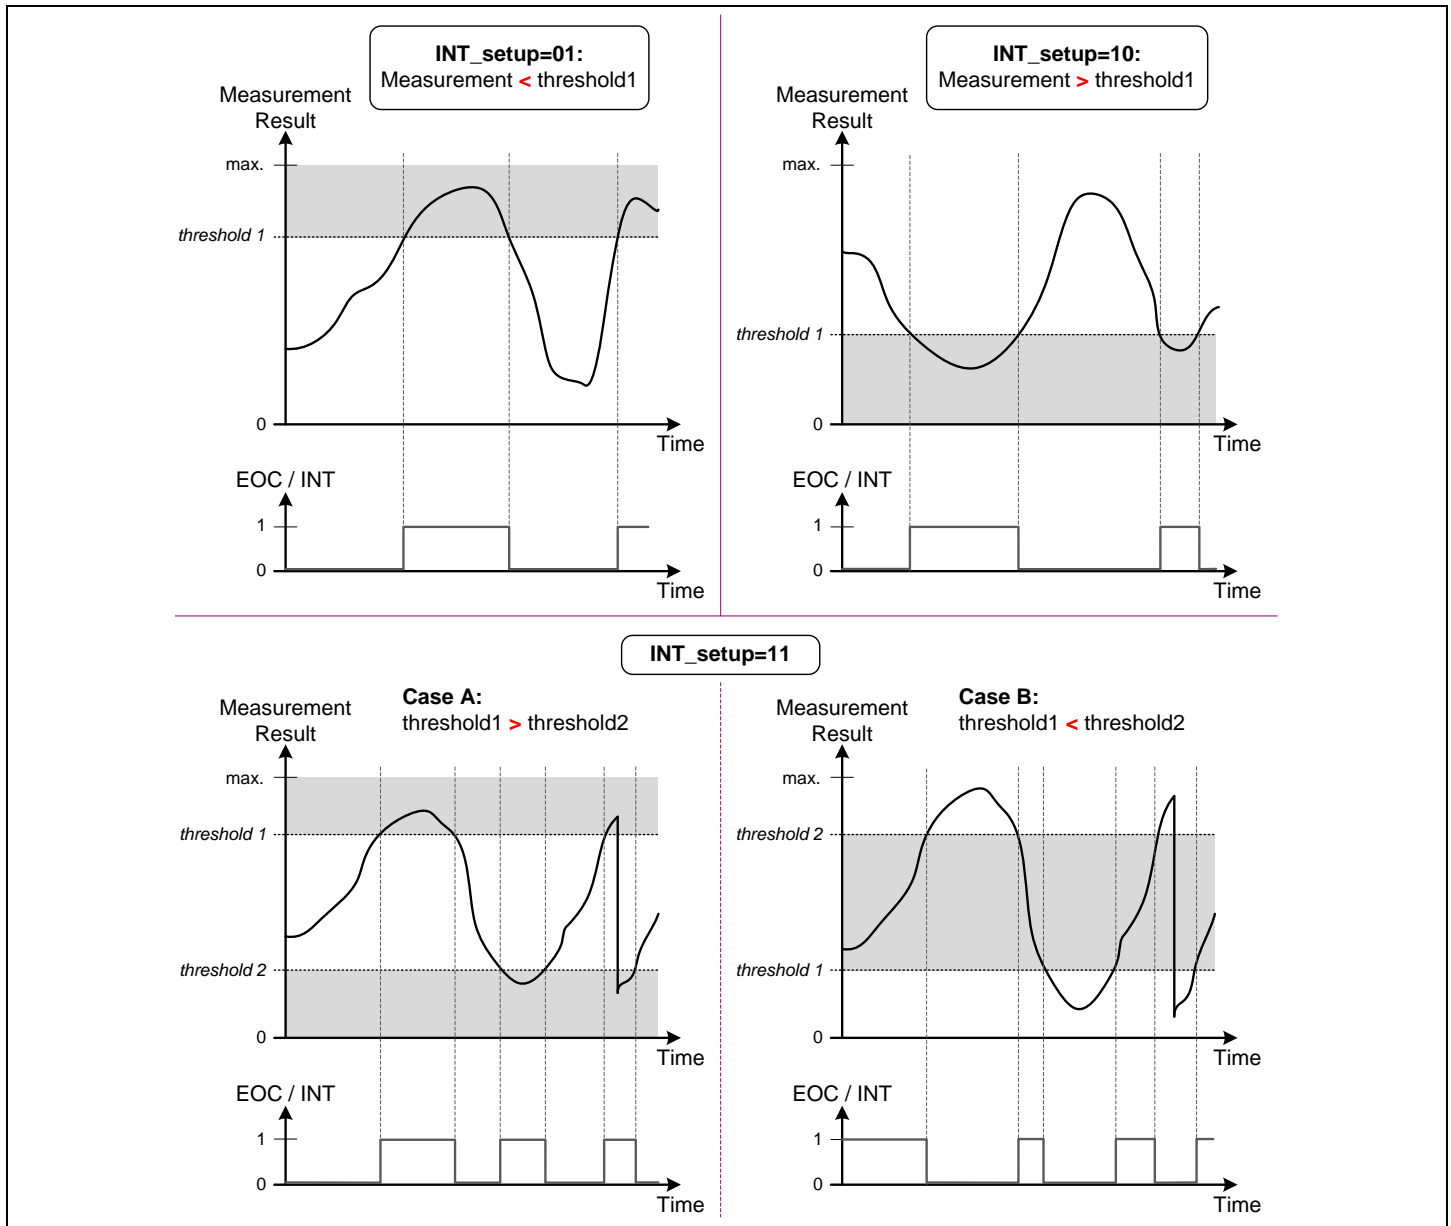 INT_setup=01:
Measurement < threshold1
Measurement
Result
max.
threshold 1
0
Time
EOC / INT
1
0
Time
INT_setup=10:
Measurement > threshold1
Measurement
Result
max.
threshold 1
0
Time
EOC / INT
1
0
Time
INT_setup=11
Case A:
threshold1 > threshold2
Measurement
Result
max.
threshold 1
threshold 2
0
Time
EOC / INT
1
0
Time
Case B:
threshold1 < threshold2
Measurement
Result
max.
threshold 2
threshold 1
0
Time
EOC / INT
1
0
Time